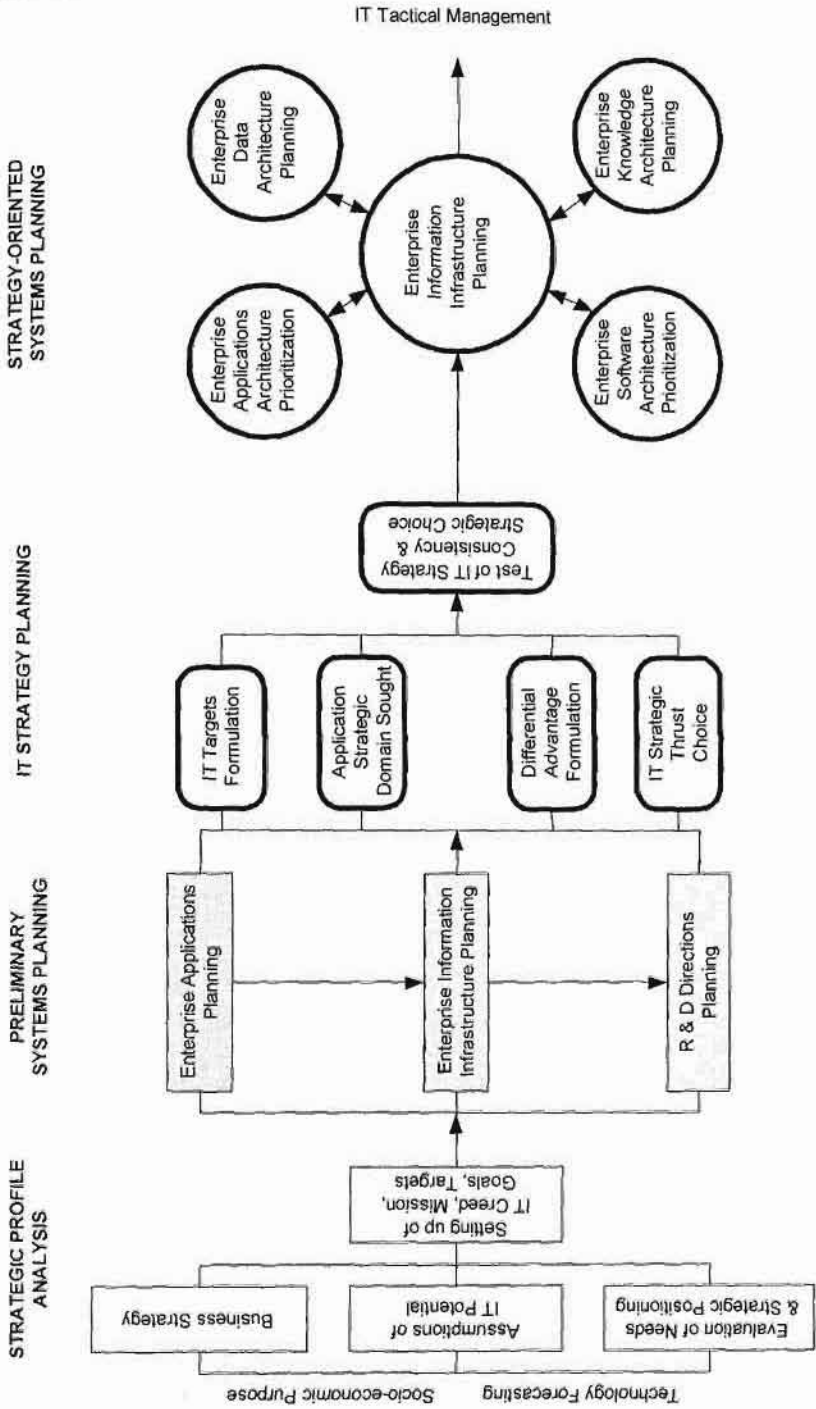 STRATEGIC PROFILE
ANALYSIS
PRELIMINARY
SYSTEMS PLANNING
IT STRATEGY PLANNING
STRATEGY-ORIENTED
SYSTEMS PLANNING
Socio-economic Purpose
Technology Forecasting
Business Strategy
Assumptions of
IT Potential
Evaluation of Needs
& Strategic Positioning
Setting up of
IT Creed, Mission,
Goals, Targets
Enterprise Applications
Planning
Enterprise Information
Infrastructure Planning
R & D Directions
Planning
IT Targets
Formulation
Application
Strategic
Domain Sought
Differential
Advantage
Formulation
IT Strategic
Thrust
Choice
Test of IT Strategy
Consistency &
Strategic Choice
Enterprise
Applications
Architecture
Prioritization
Enterprise
Data
Architecture
Planning
Enterprise
Information
Infrastructure
Planning
Enterprise
Software
Architecture
Prioritization
Enterprise
Knowledge
Architecture
Planning
IT Tactical Management